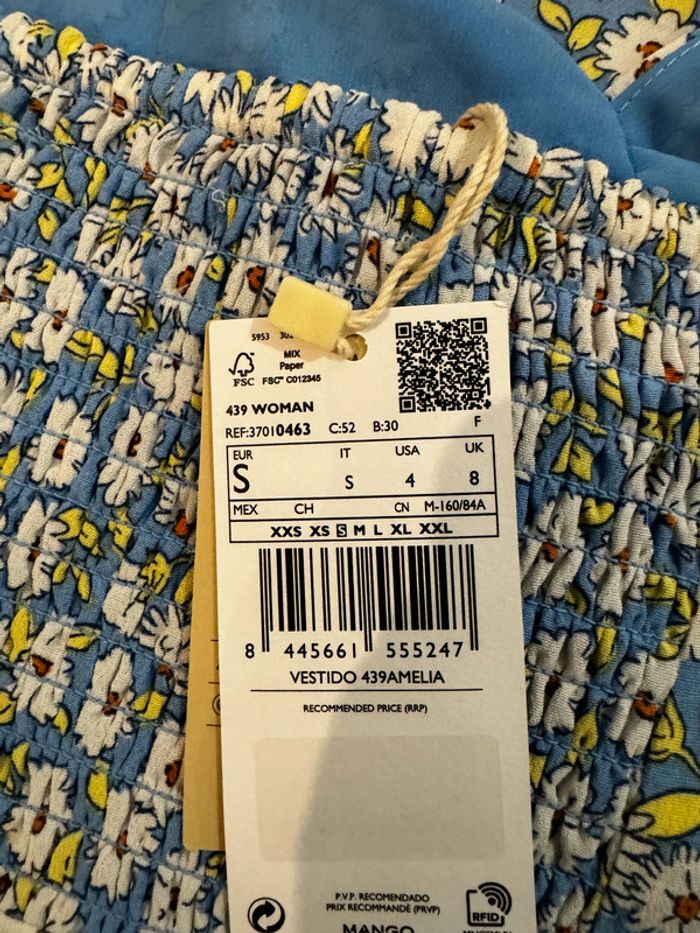 5953
MIX
Paper
FSC FSC™ C012345
439 WOMAN
REF:37010463 C:52 B:30 F
EUR IT USA UK
S S 4 8
MEX CH CN M-160/84A
XXS XS S M L XL XXL
8 445661 555247
VESTIDO 439AMELIA
RECOMMENDED PRICE (RRP)
P.V.P. RECOMENDADO
PRIX RECOMMANDÉ (PRVP)
RFID
MANGO